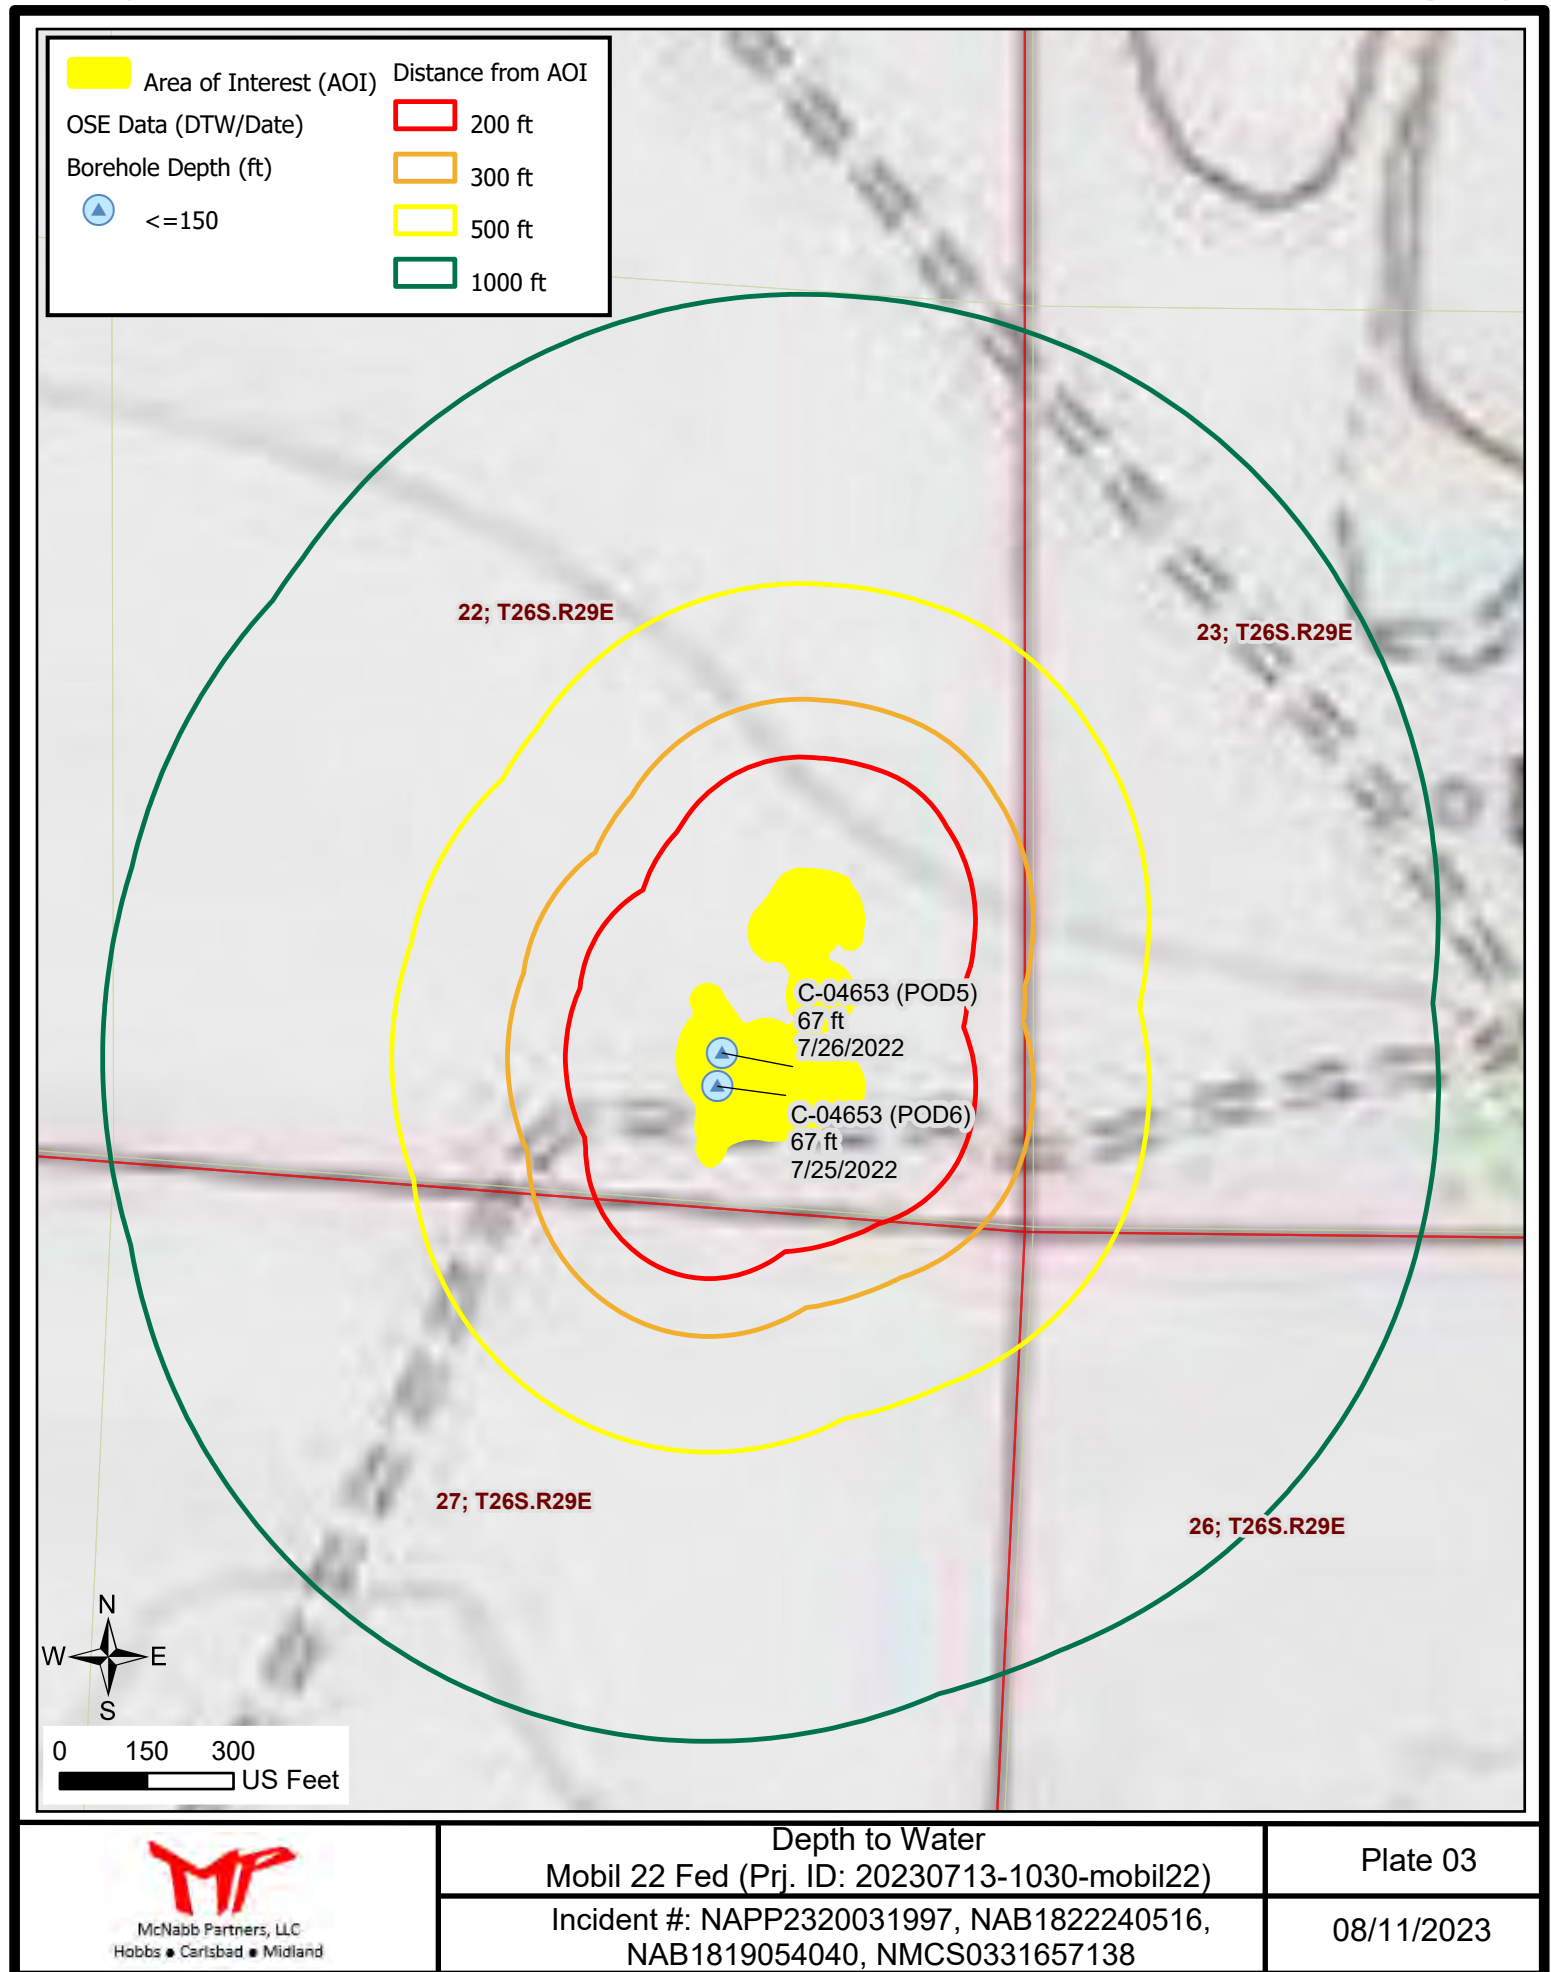 Area of Interest (AOI)
OSE Data (DTW/Date)
Borehole Depth (ft)
<=150
Distance from AOI
200 ft
300 ft
500 ft
1000 ft
22; T26S.R29E
23; T26S.R29E
C-04653 (POD5)
67 ft
7/26/2022
C-04653 (POD6)
67 ft
7/25/2022
27; T26S.R29E
26; T26S.R29E
N
W E
S
0 150 300
US Feet
McNabb Partners, LLC
Hobbs • Carlsbad • Midland
Depth to Water
Mobil 22 Fed (Prj. ID: 20230713-1030-mobil22)
Incident #: NAPP2320031997, NAB1822240516,
NAB1819054040, NMCS0331657138
Plate 03
08/11/2023